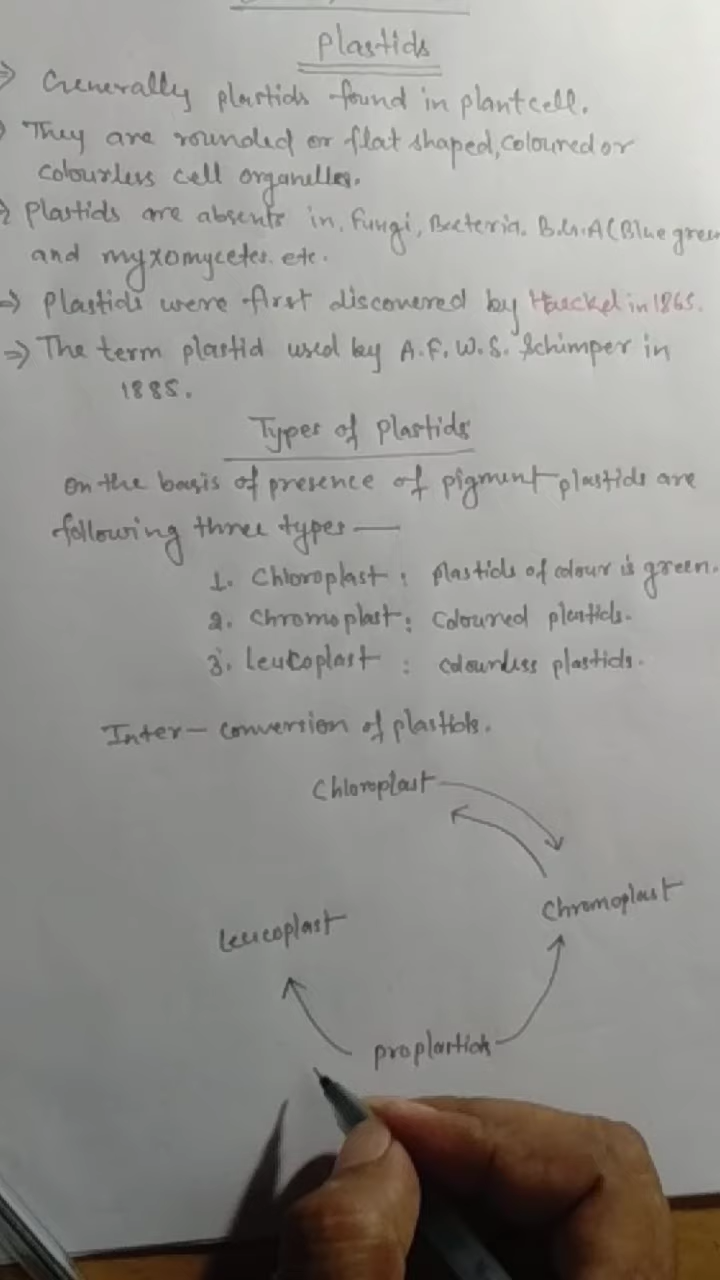 Plastids
⇒ Generally plastids found in plant cell.
They are rounded or flat shaped, coloured or
colourless cell organelles.
Plastids are absents in, Fungi, Bacteria, B.G.A (Blue green
and myxomycetes. etc.
⇒ Plastids were first discovered by Haeckel in 1865.
⇒ The term plastid used by A.F.W.S. Schimper in
1885.
Types of Plastids
On the basis of presence of pigment plastids are
following three types —
1. Chloroplast : Plastids of colour is green.
2. Chromoplast : Coloured plastids.
3. Leucoplast : colourless plastids.
Inter - conversion of plastids.
Chloroplast
Chromoplast
Leucoplast
proplastids